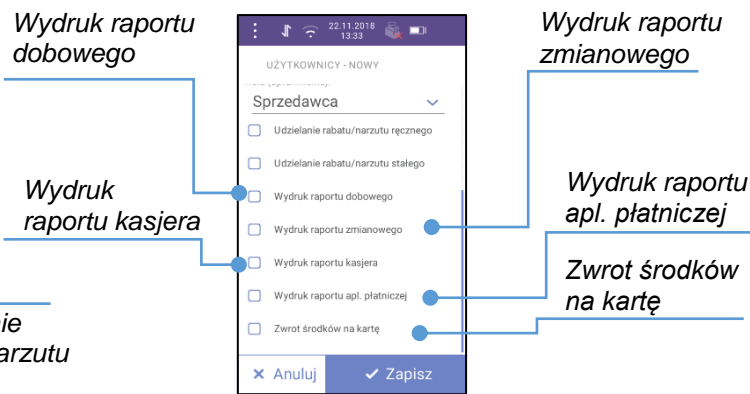 Wydruk raportu
dobowego
Wydruk
raportu kasjera
nie
arzutu
22.11.2018
13:33
UŻYTKOWNICY - NOWY
Sprzedawca
Udzielanie rabatu/narzutu ręcznego
Udzielanie rabatu/narzutu stałego
Wydruk raportu dobowego
Wydruk raportu zmianowego
Wydruk raportu kasjera
Wydruk raportu apl. płatniczej
Zwrot środków na kartę
Anuluj
Zapisz
Wydruk raportu
zmianowego
Wydruk raportu
apl. płatniczej
Zwrot środków
na kartę